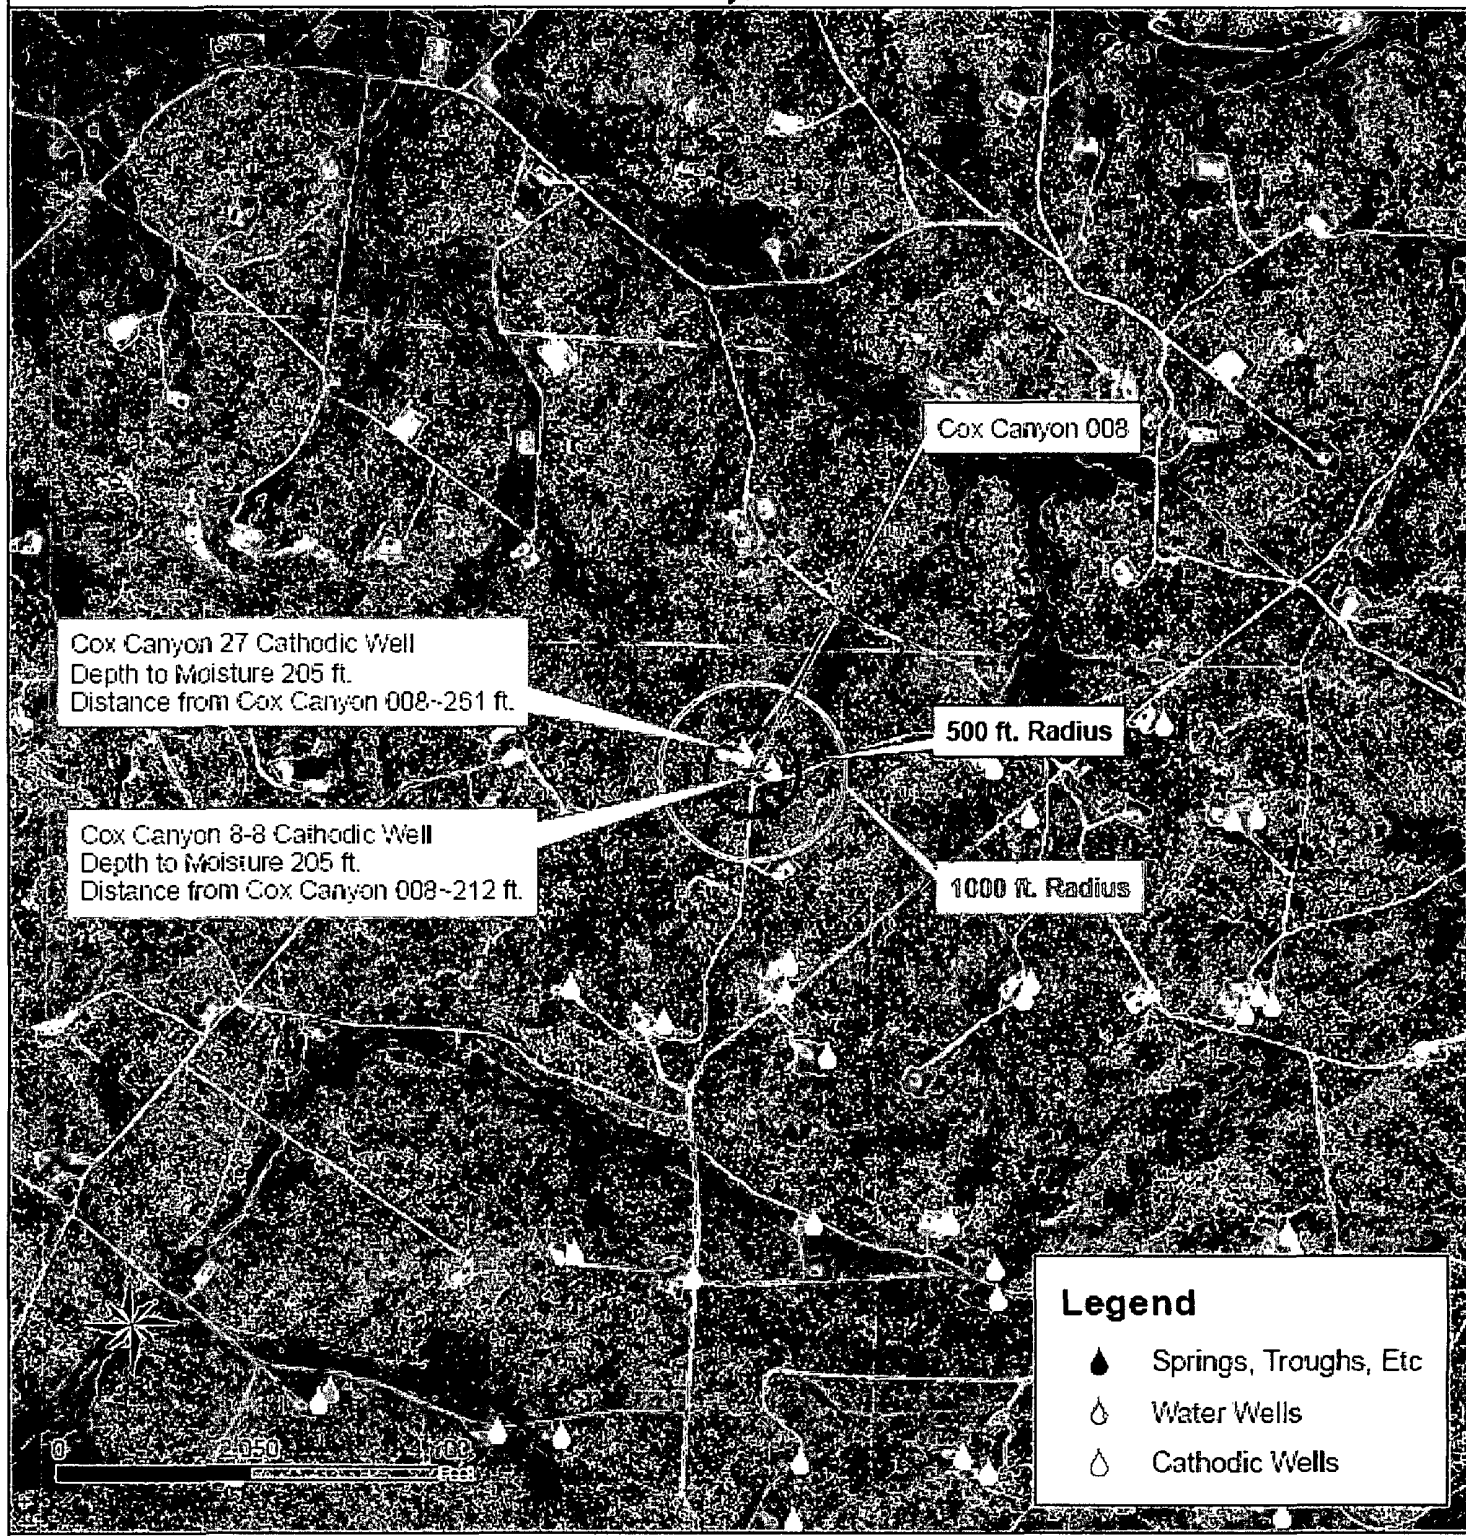 Cox Canyon 008
Cox Canyon 27 Cathodic Well
Depth to Moisture 205 ft.
Distance from Cox Canyon 008~261 ft.
500 ft. Radius
Cox Canyon 8-8 Cathodic Well
Depth to Moisture 205 ft.
Distance from Cox Canyon 008~212 ft.
1000 ft. Radius
Legend
Springs, Troughs, Etc
Water Wells
Cathodic Wells
0 2,050
Feet